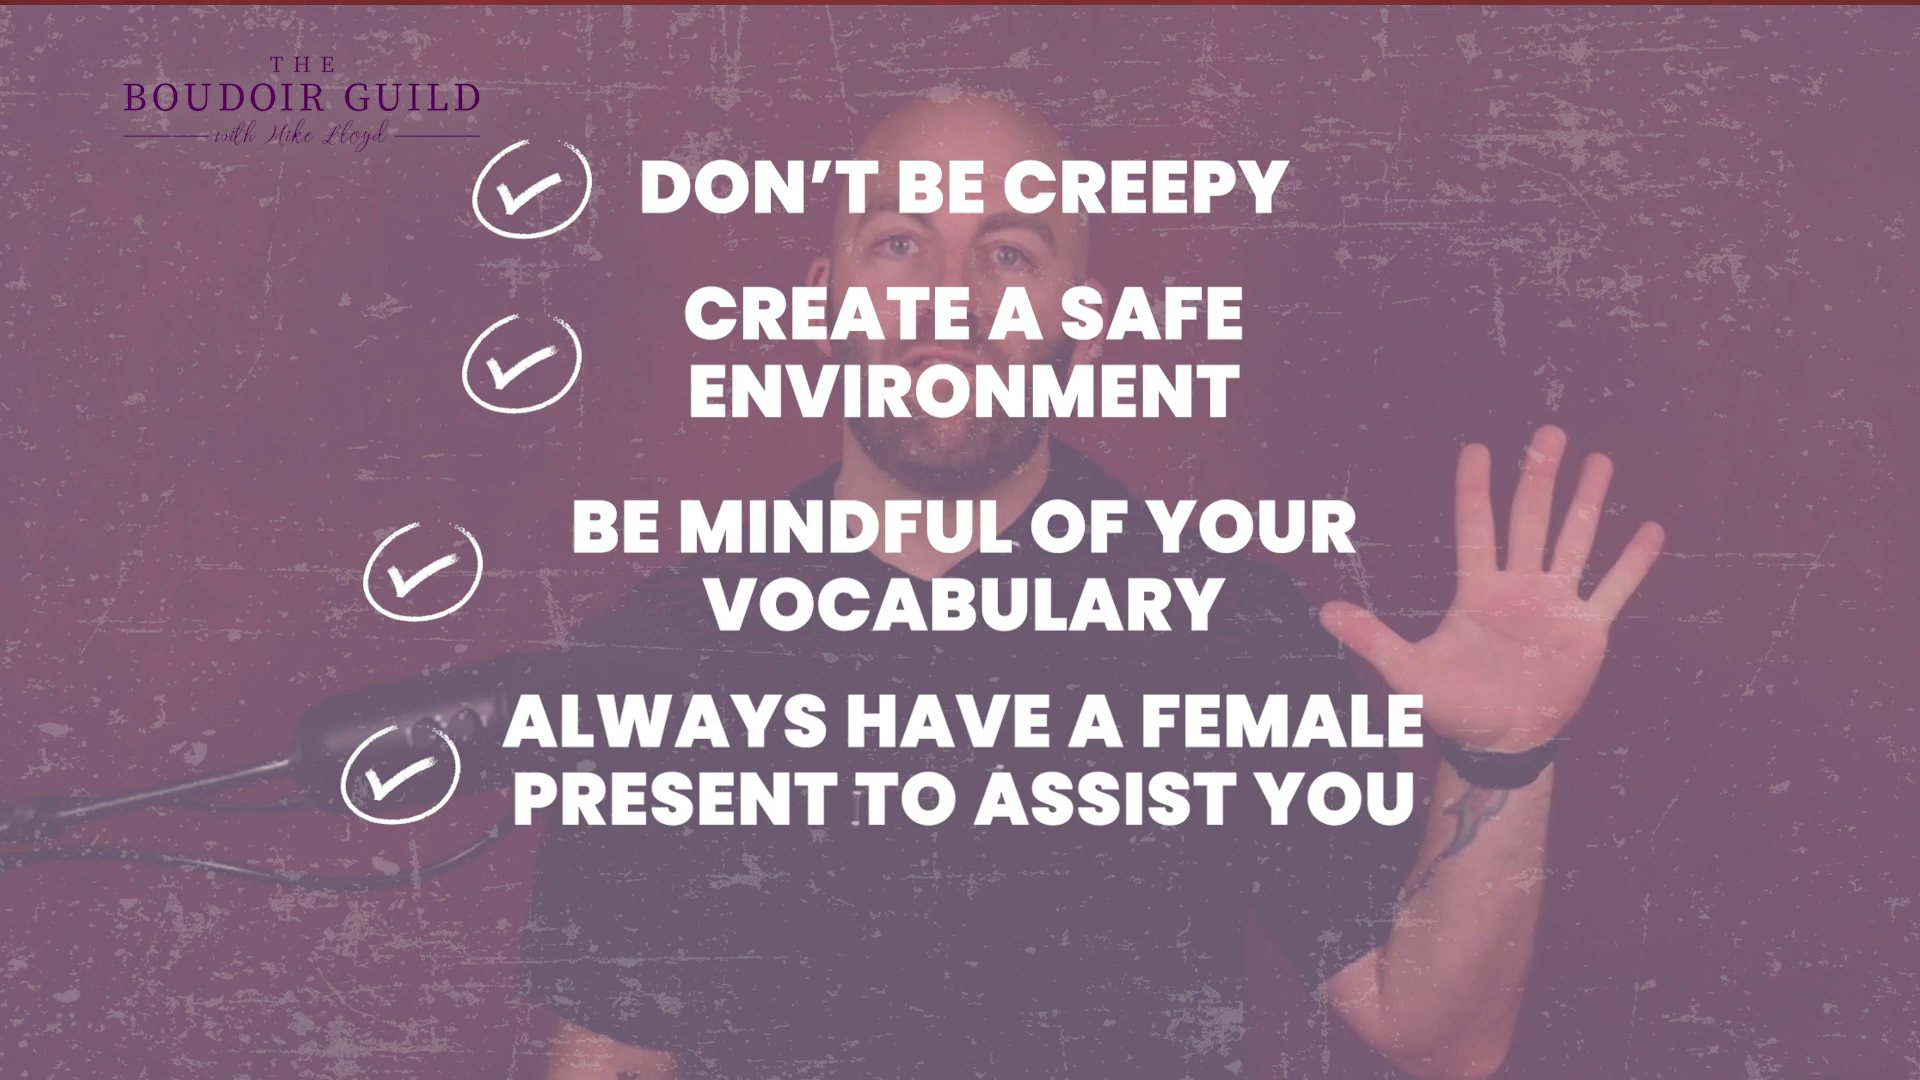 THE
BOUDOIR GUILD
with Mike Lloyd
DON’T BE CREEPY
CREATE A SAFE
ENVIRONMENT
BE MINDFUL OF YOUR
VOCABULARY
ALWAYS HAVE A FEMALE
PRESENT TO ASSIST YOU